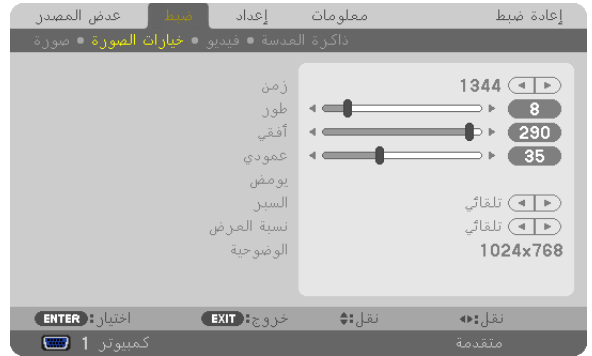 عرض المصدر ضبط إعداد معلومات إعادة ضبط
صورة • خيارات الصورة • فيديو • ذاكرة العدسة
زمن 1344
طور 8
أفقي 290
عمودي 35
يومض
السبر تلقائي
نسبة العرض تلقائي
الوضوحية 1024x768
ENTER :اختيار EXIT :خروج نقل: نقل:
كمبيوتر 1 متقدمة